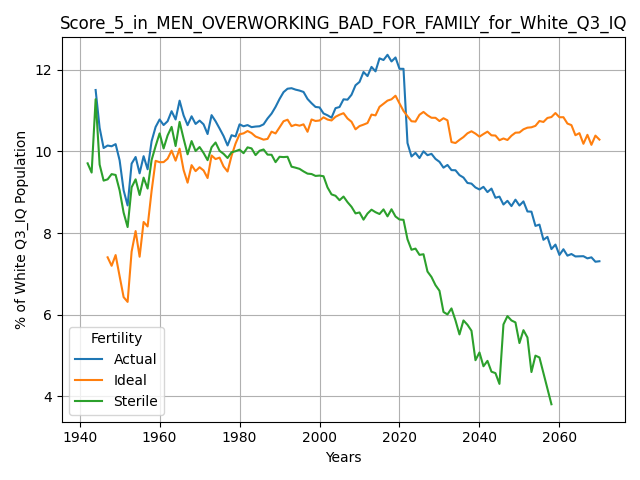 Score_5_in_MEN_OVERWORKING_BAD_FOR_FAMILY_for_White_Q3_IQ
% of White Q3_IQ Population
12
10
8
6
4
Fertility
Actual
Ideal
Sterile
1940
1960
1980
2000
2020
2040
2060
Years